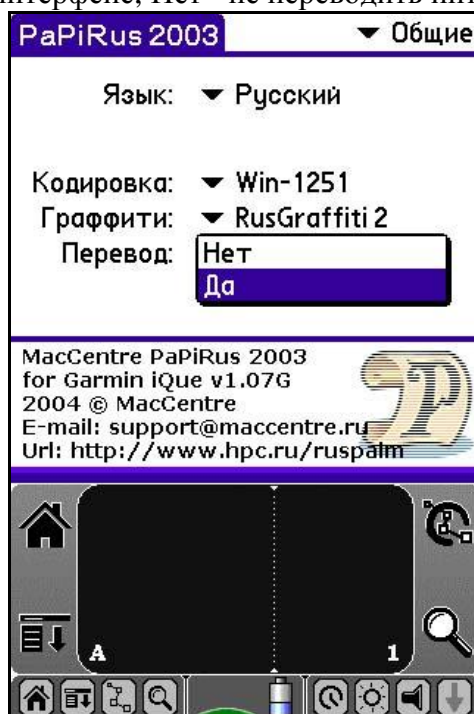 PaPiRus 2003 Общие
Язык: Русский
Кодировка: Win-1251
Граффити: RusGraffiti 2
Перевод: Нет
Да
MacCentre PaPiRus 2003
for Garmin iQue v1.07G
2004 © MacCentre
E-mail: support@maccentre.ru
Url: http://www.hpc.ru/ruspalm
A 1